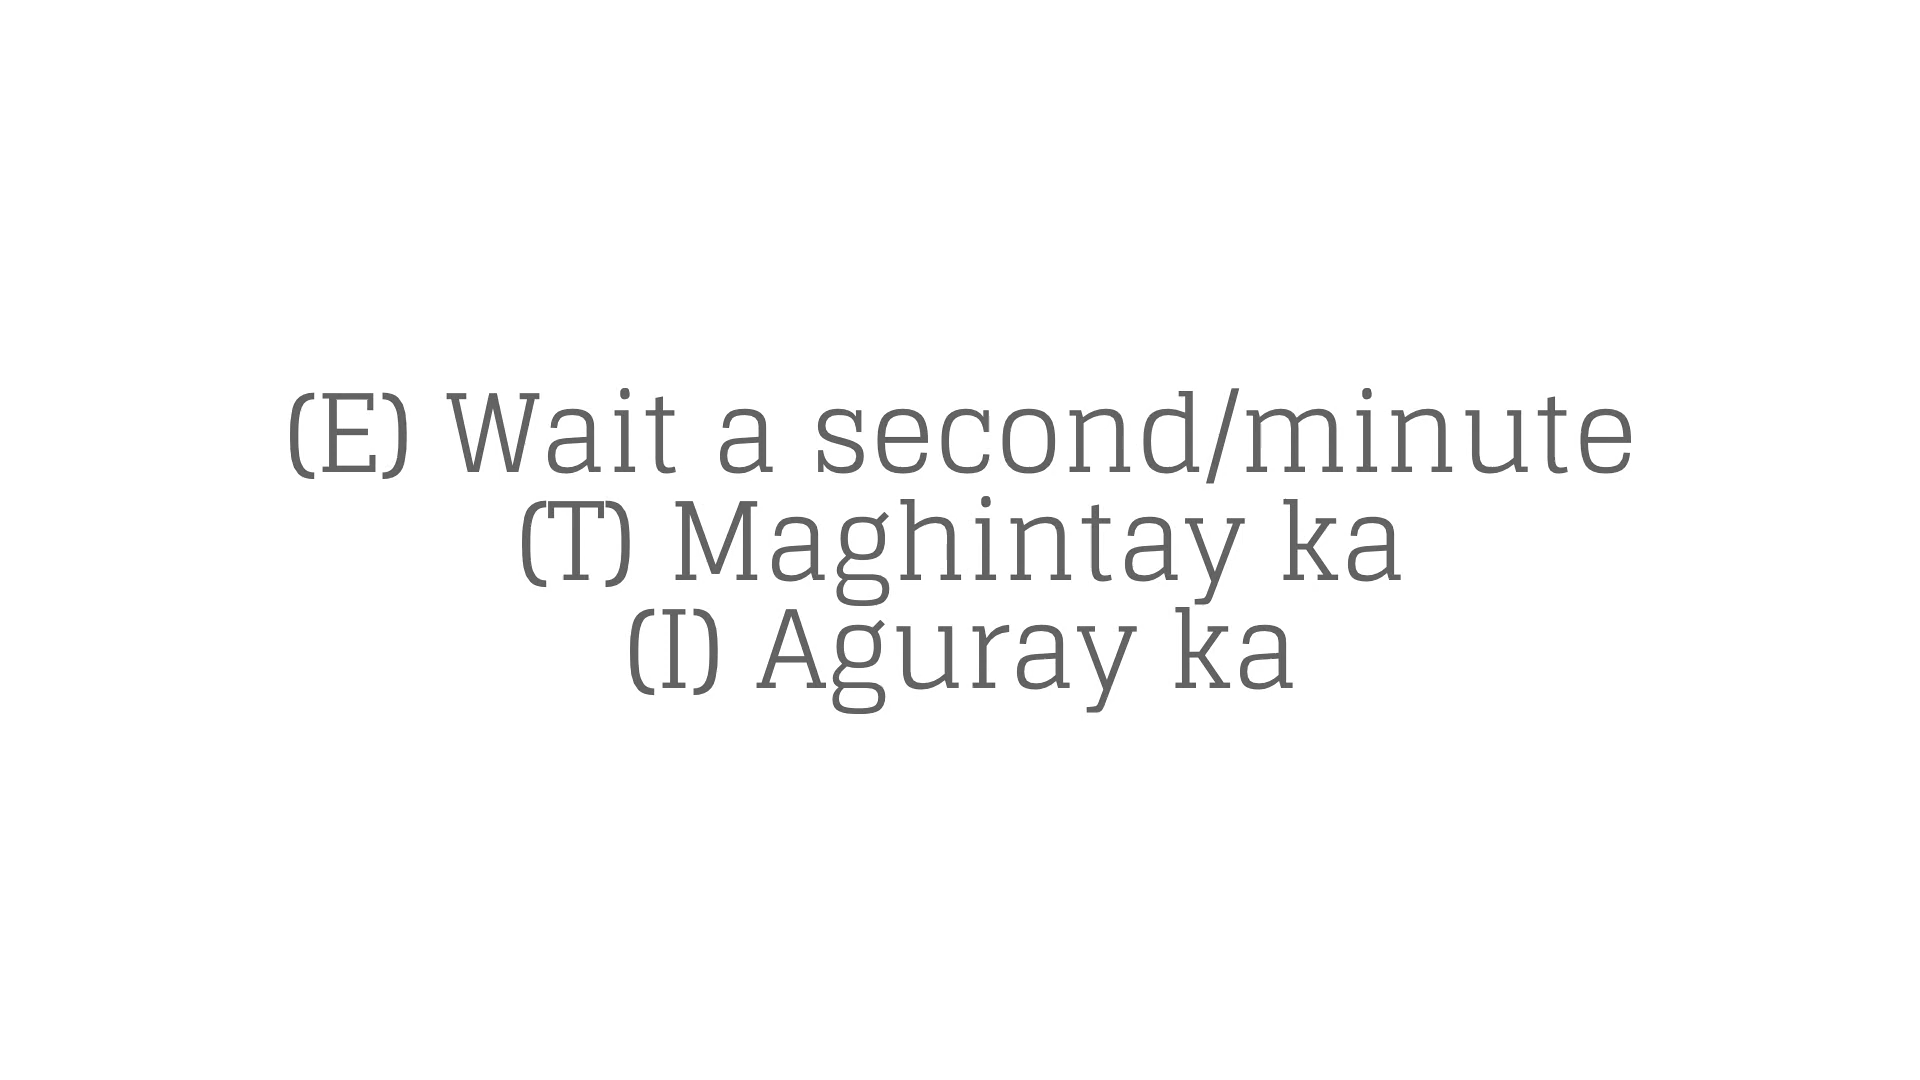 (E) Wait a second/minute
(T) Maghintay ka
(I) Aguray ka